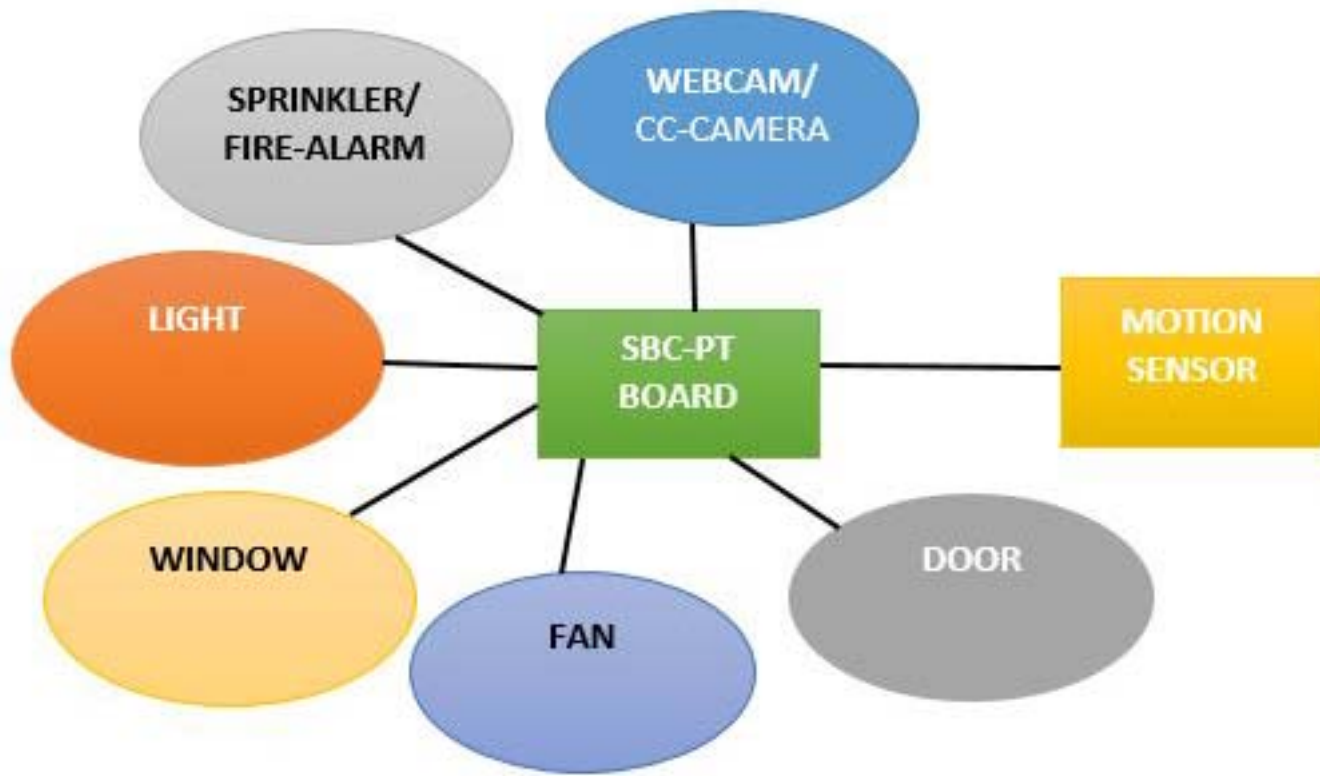 SPRINKLER/
FIRE-ALARM
WEBCAM/
CC-CAMERA
LIGHT
SBC-PT
BOARD
MOTION
SENSOR
WINDOW
FAN
DOOR